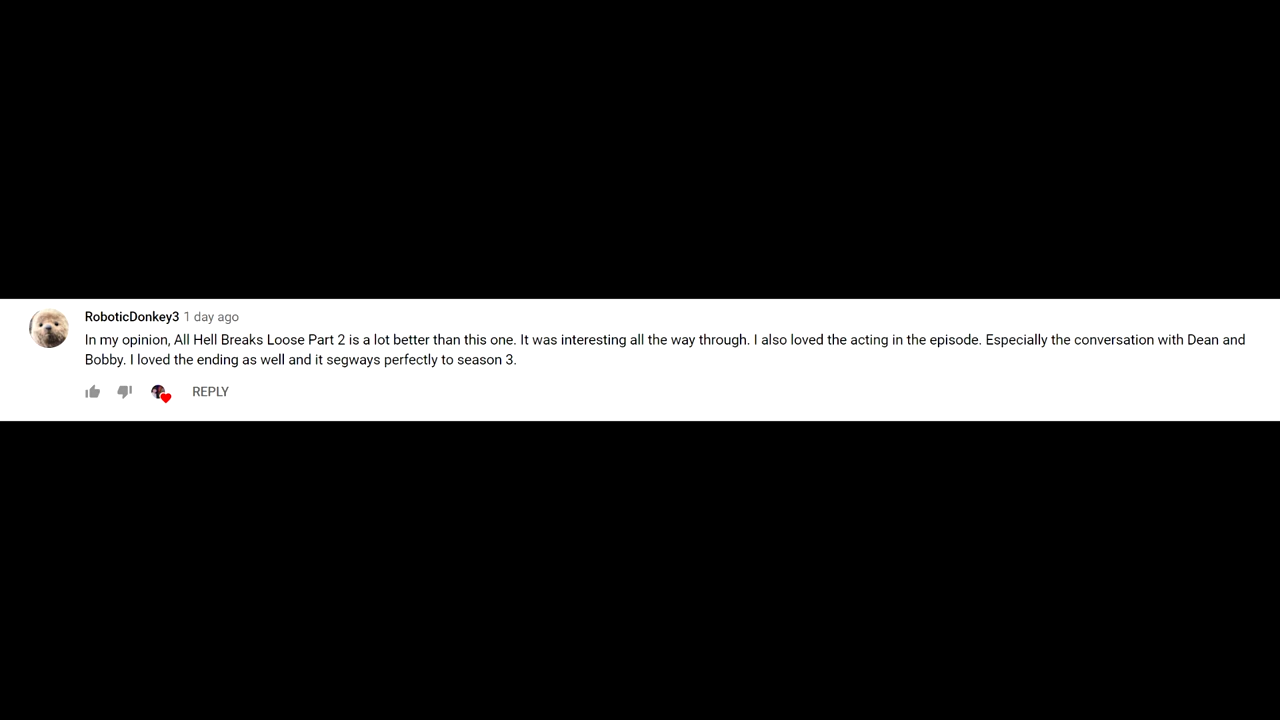 RoboticDonkey3 1 day ago
In my opinion, All Hell Breaks Loose Part 2 is a lot better than this one. It was interesting all the way through. I also loved the acting in the episode. Especially the conversation with Dean and
Bobby. I loved the ending as well and it segways perfectly to season 3.
REPLY